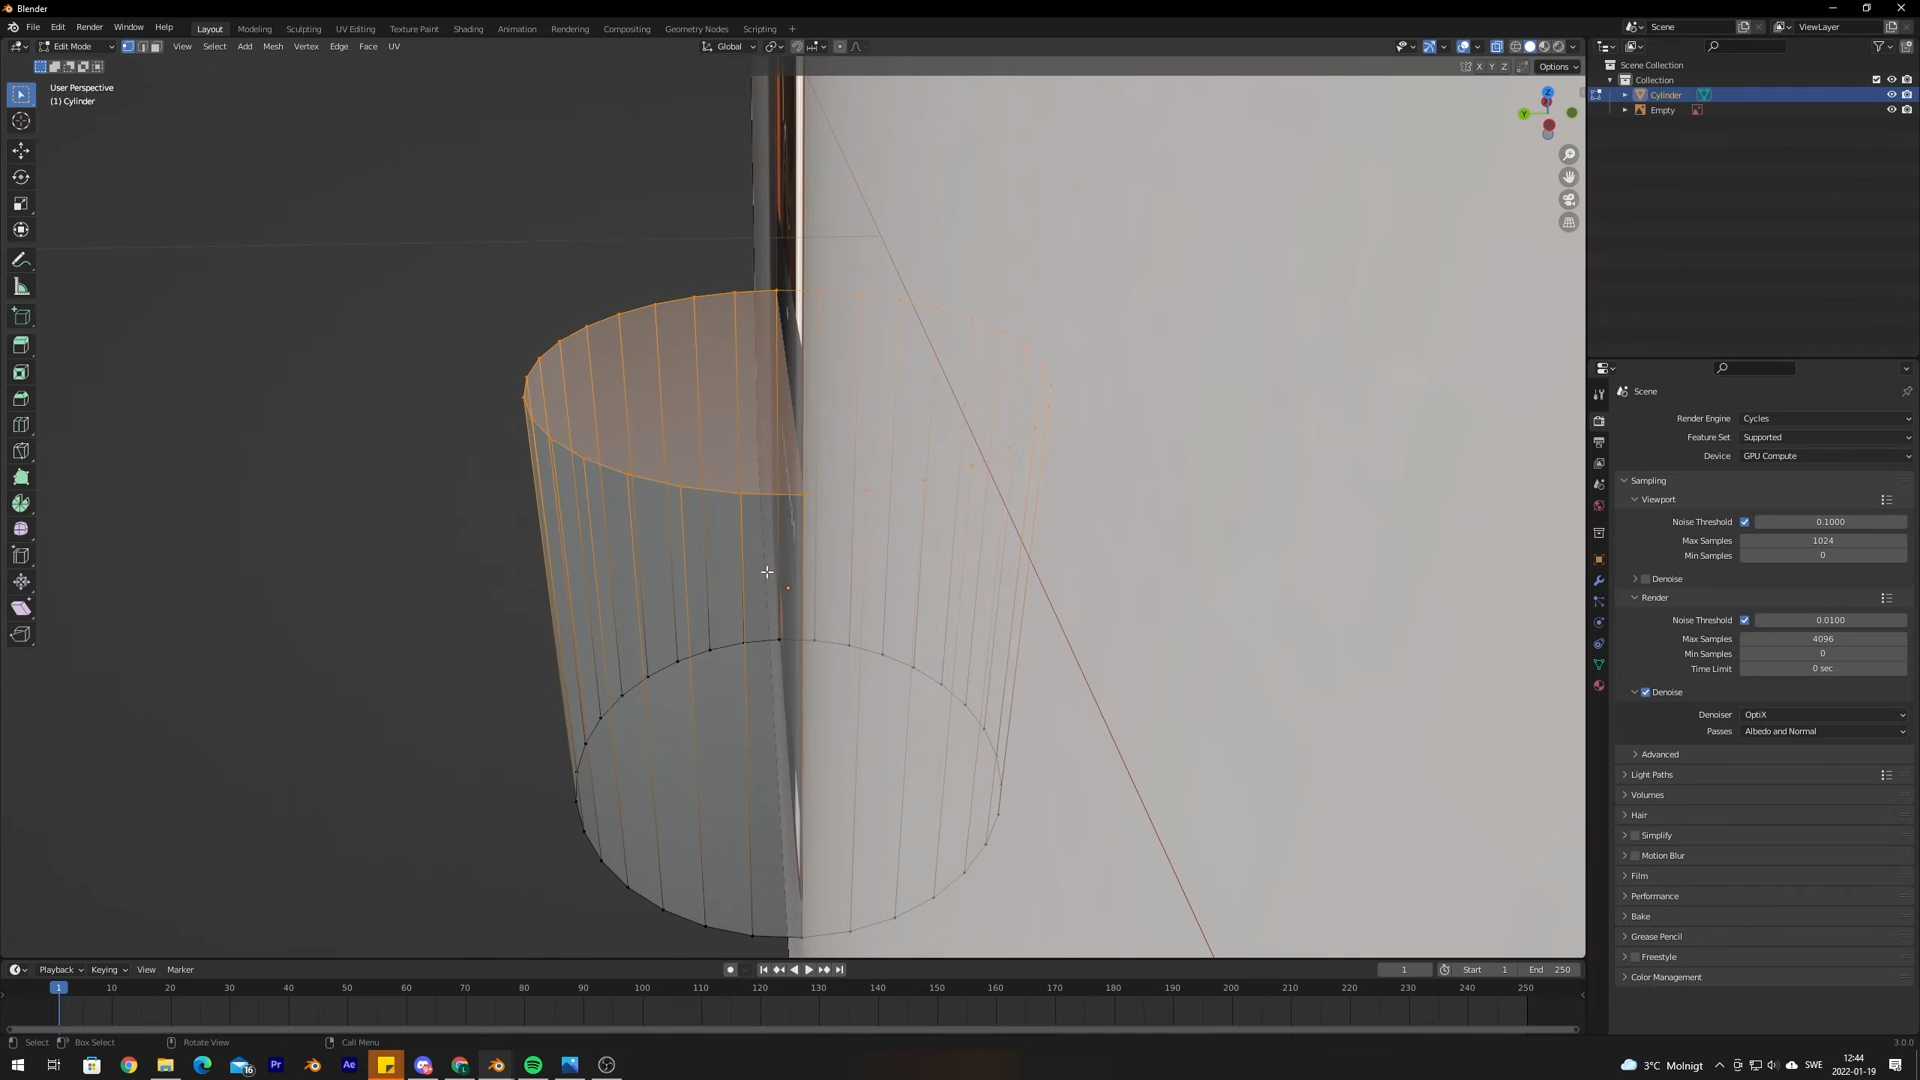 Blender
File Edit Render Window Help Layout Modeling Sculpting UV Editing Texture Paint Shading Animation Rendering Compositing Geometry Nodes Scripting + Scene ViewLayer
Edit Mode View Select Add Mesh Vertex Edge Face UV Global
X Y Z Options
User Perspective
(1) Cylinder
Z
Y
Scene Collection
Collection
Cylinder
Empty
Scene
Render Engine Cycles
Feature Set Supported
Device GPU Compute
Sampling
Viewport
Noise Threshold 0.1000
Max Samples 1024
Min Samples 0
Denoise
Render
Noise Threshold 0.0100
Max Samples 4096
Min Samples 0
Time Limit 0 sec
Denoise
Denoiser OptiX
Passes Albedo and Normal
Advanced
Light Paths
Volumes
Hair
Simplify
Motion Blur
Film
Performance
Bake
Grease Pencil
Freestyle
Color Management
Playback Keying View Marker 1 Start 1 End 250
1 10 20 30 40 50 60 70 80 90 100 110 120 130 140 150 160 170 180 190 200 210 220 230 240 250
Select Box Select Rotate View Call Menu 3.0.0
16 Pr Ae 3°C Molnigt SWE 12:44
2022-01-19